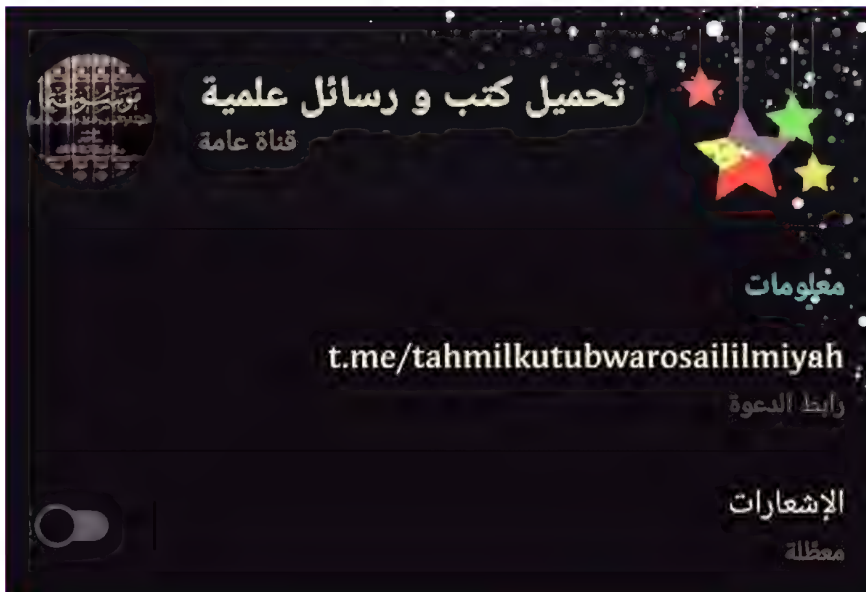 تحميل كتب و رسائل علمية
قناة عامة
معلومات
t.me/tahmilkutubwarosaililmiyah
رابط الدعوة
الإشعارات
معطّلة